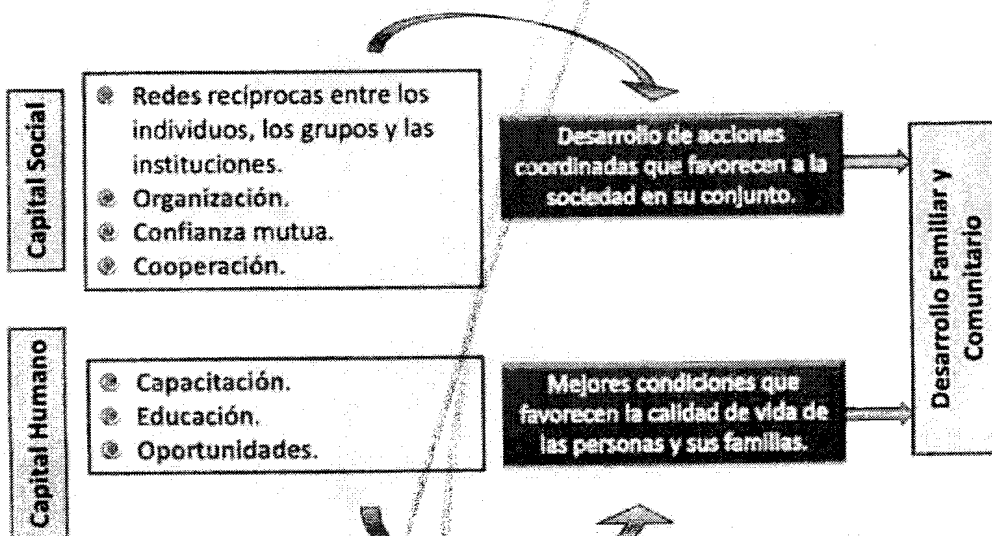 Capital Social
Redes recíprocas entre los
individuos, los grupos y las
instituciones.
Organización.
Confianza mutua.
Cooperación.
Desarrollo de acciones
coordinadas que favorecen a la
sociedad en su conjunto.
Capital Humano
Capacitación.
Educación.
Oportunidades.
Mejores condiciones que
favorecen la calidad de vida de
las personas y sus familias.
Desarrollo Familiar y
Comunitario